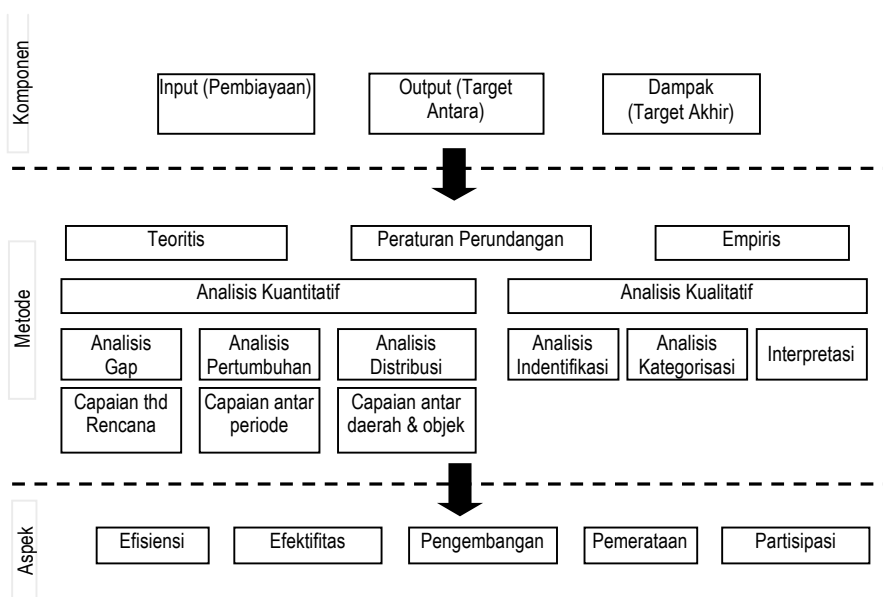 Komponen
Input (Pembiayaan)
Output (Target
Antara)
Dampak
(Target Akhir)
Metode
Teoritis
Peraturan Perundangan
Empiris
Analisis Kuantitatif
Analisis Kualitatif
Analisis
Gap
Analisis
Pertumbuhan
Analisis
Distribusi
Analisis
Indentifikasi
Analisis
Kategorisasi
Interpretasi
Capaian thd
Rencana
Capaian antar
periode
Capaian antar
daerah & objek
Aspek
Efisiensi
Efektifitas
Pengembangan
Pemerataan
Partisipasi